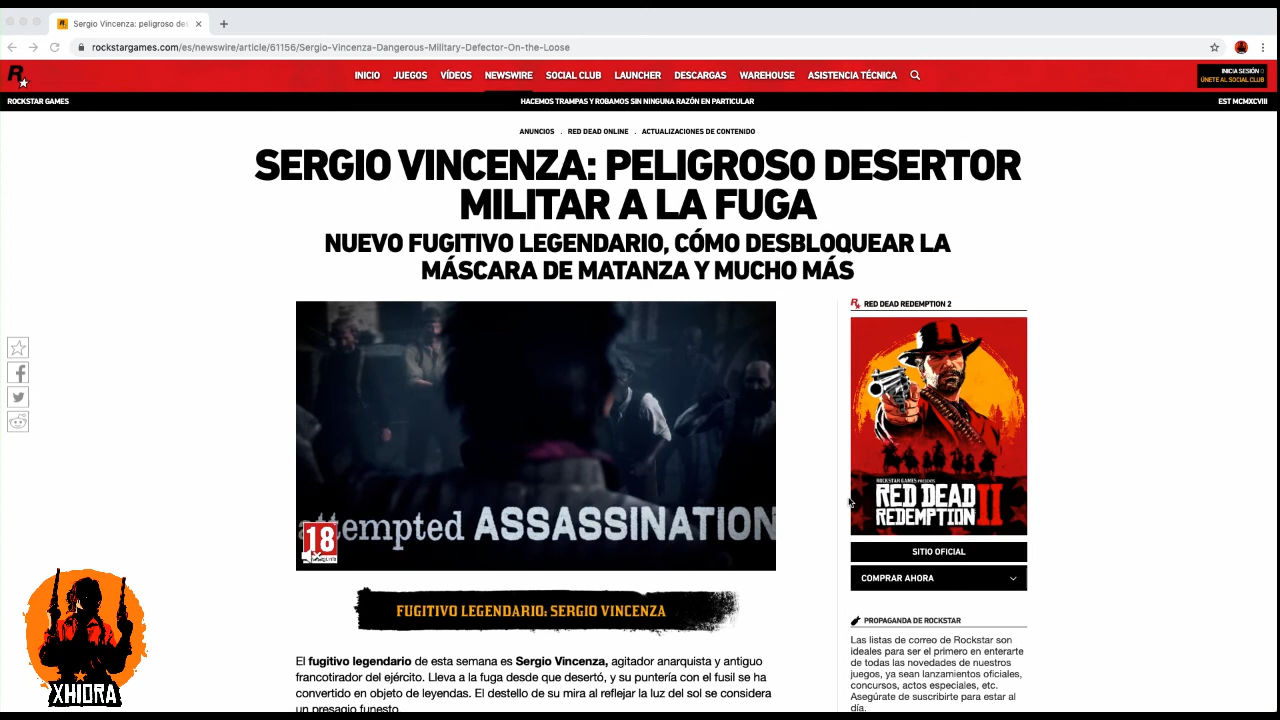 Sergio Vincenza: peligroso de
rockstargames.com/es/newswire/article/61156/Sergio-Vincenza-Dangerous-Military-Defector-On-the-Loose
INICIO JUEGOS VÍDEOS NEWSWIRE SOCIAL CLUB LAUNCHER DESCARGAS WAREHOUSE ASISTENCIA TÉCNICA
INICIA SESIÓN O
ÚNETE AL SOCIAL CLUB
ROCKSTAR GAMES HACEMOS TRAMPAS Y ROBAMOS SIN NINGUNA RAZÓN EN PARTICULAR EST MCMXCVIII
ANUNCIOS . RED DEAD ONLINE . ACTUALIZACIONES DE CONTENIDO
SERGIO VINCENZA: PELIGROSO DESERTOR
MILITAR A LA FUGA
NUEVO FUGITIVO LEGENDARIO, CÓMO DESBLOQUEAR LA
MÁSCARA DE MATANZA Y MUCHO MÁS
attempted ASSASSINATION
18
FUGITIVO LEGENDARIO: SERGIO VINCENZA
El fugitivo legendario de esta semana es Sergio Vincenza, agitador anarquista y antiguo
francotirador del ejército. Lleva a la fuga desde que desertó, y su puntería con el fusil se ha
convertido en objeto de leyendas. El destello de su mira al reflejar la luz del sol se considera
un presagio funesto.
RED DEAD REDEMPTION 2
ROCKSTAR GAMES PRESENTS
RED DEAD
REDEMPTION II
SITIO OFICIAL
COMPRAR AHORA
PROPAGANDA DE ROCKSTAR
Las listas de correo de Rockstar son
ideales para ser el primero en enterarte
de todas las novedades de nuestros
juegos, ya sean lanzamientos oficiales,
concursos, actos especiales, etc.
Asegúrate de suscribirte para estar al
día.
XHIORA